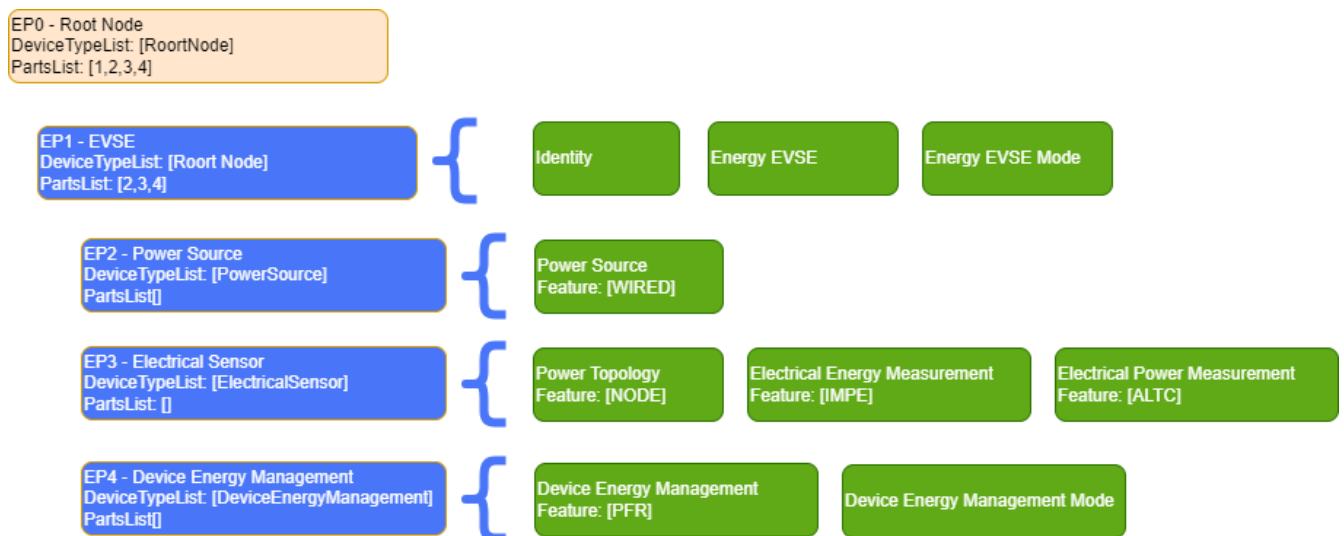 EP0 - Root Node
DeviceTypeList: [RoortNode]
PartsList: [1,2,3,4]
EP1 - EVSE
DeviceTypeList: [Roort Node]
PartsList: [2,3,4]
Identity
Energy EVSE
Energy EVSE Mode
EP2 - Power Source
DeviceTypeList: [PowerSource]
PartsList[]
Power Source
Feature: [WIRED]
EP3 - Electrical Sensor
DeviceTypeList: [ElectricalSensor]
PartsList: []
Power Topology
Feature: [NODE]
Electrical Energy Measurement
Feature: [IMPE]
Electrical Power Measurement
Feature: [ALTC]
EP4 - Device Energy Management
DeviceTypeList: [DeviceEnergyManagement]
PartsList[]
Device Energy Management
Feature: [PFR]
Device Energy Management Mode